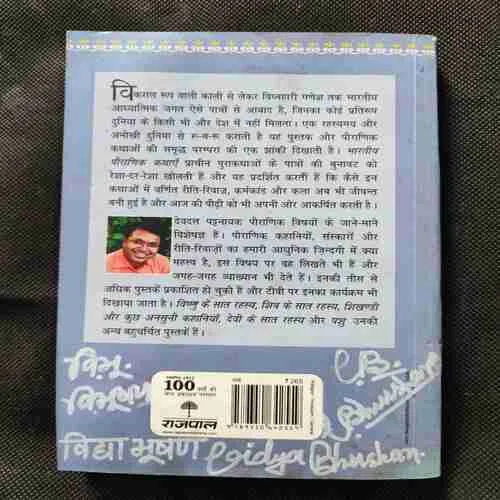 विकराल रूप वाली काली से लेकर विघ्नहारी गणेश तक भारतीय
आध्यात्मिक जगत ऐसे पात्रों से आबाद है, जिनका कोई प्रतिरूप
दुनिया के किसी भी और देश में नहीं मिलता। एक रहस्यमय और
अनोखी दुनिया से रू-ब-रू कराती है यह पुस्तक और पौराणिक
कथाओं की समृद्ध परम्परा की एक झांकी दिखाती है। भारतीय
पौराणिक कथाएँ प्राचीन पुराकथाओं के पात्रों की बुनावट को
रेशा-दर-रेशा खोलती हैं और यह प्रदर्शित करती हैं कि कैसे इन
कथाओं में वर्णित रीति-रिवाज़, कर्मकांड और कला अब भी जीवन्त
बनी हुई हैं और आज की पीढ़ी को भी अपनी ओर आकर्षित करती हैं।
देवदत्त पट्टनायक पौराणिक विषयों के जाने-माने
विशेषज्ञ हैं। पौराणिक कहानियों, संस्कारों और
रीति-रिवाज़ों का हमारी आधुनिक ज़िन्दगी में क्या
महत्त्व है, इस विषय पर वह लिखते भी हैं और
जगह-जगह व्याख्यान भी देते हैं। इनकी तीस से
अधिक पुस्तकें प्रकाशित हो चुकी हैं और टीवी पर इनका कार्यक्रम भी
दिखाया जाता है। विष्णु के सात रहस्य, शिव के सात रहस्य, शिखण्डी
और कुछ अनसुनी कहानियाँ, देवी के सात रहस्य और पशु उनकी
अन्य बहुचर्चित पुस्तकें हैं।
₹265
100
राजपाल
विद्या भूषण Vidya Bhushan